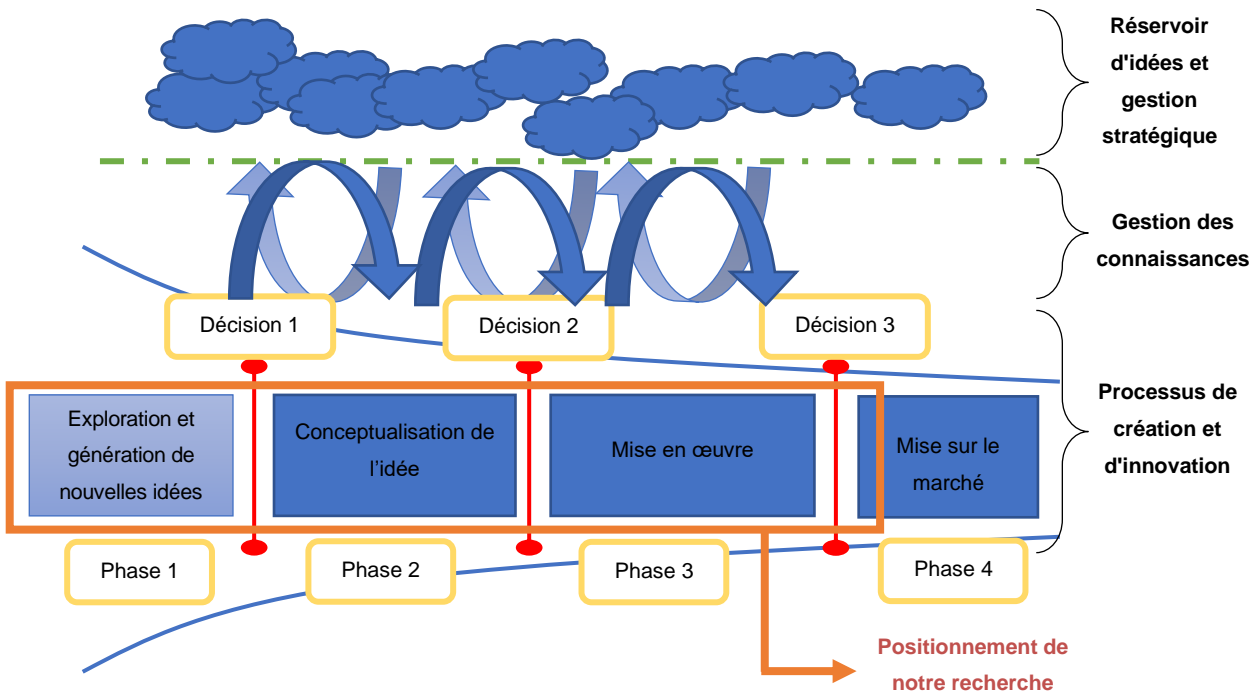 Réservoir
d'idées et
gestion
stratégique
Gestion des
connaissances
Décision 1
Décision 2
Décision 3
Exploration et
génération de
nouvelles idées
Conceptualisation de
l’idée
Mise en œuvre
Mise sur le
marché
Processus de
création et
d'innovation
Phase 1
Phase 2
Phase 3
Phase 4
Positionnement de
notre recherche